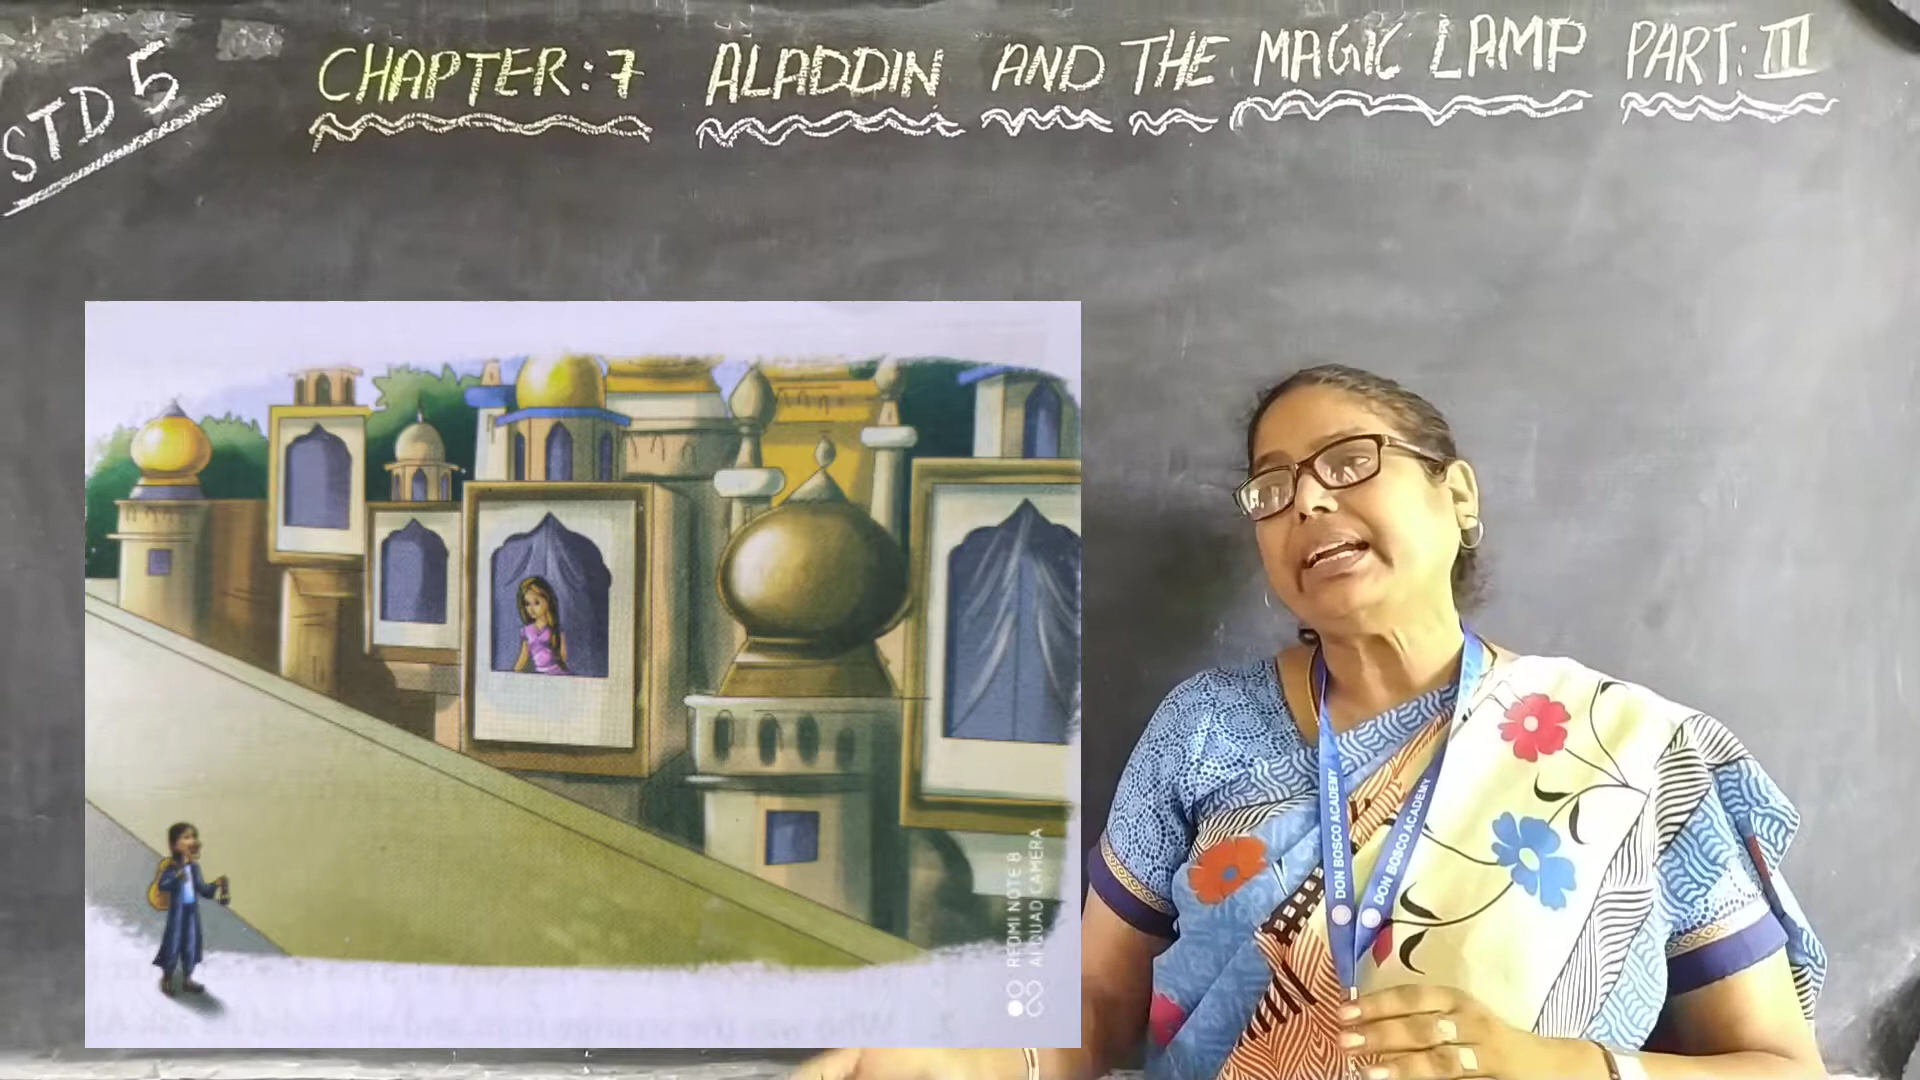 STD 5
CHAPTER: 7 ALADDIN AND THE MAGIC LAMP PART: III
REDMI NOTE 8
AI QUAD CAMERA
DON BOSCO ACADEMY
DON BOSCO ACADEMY